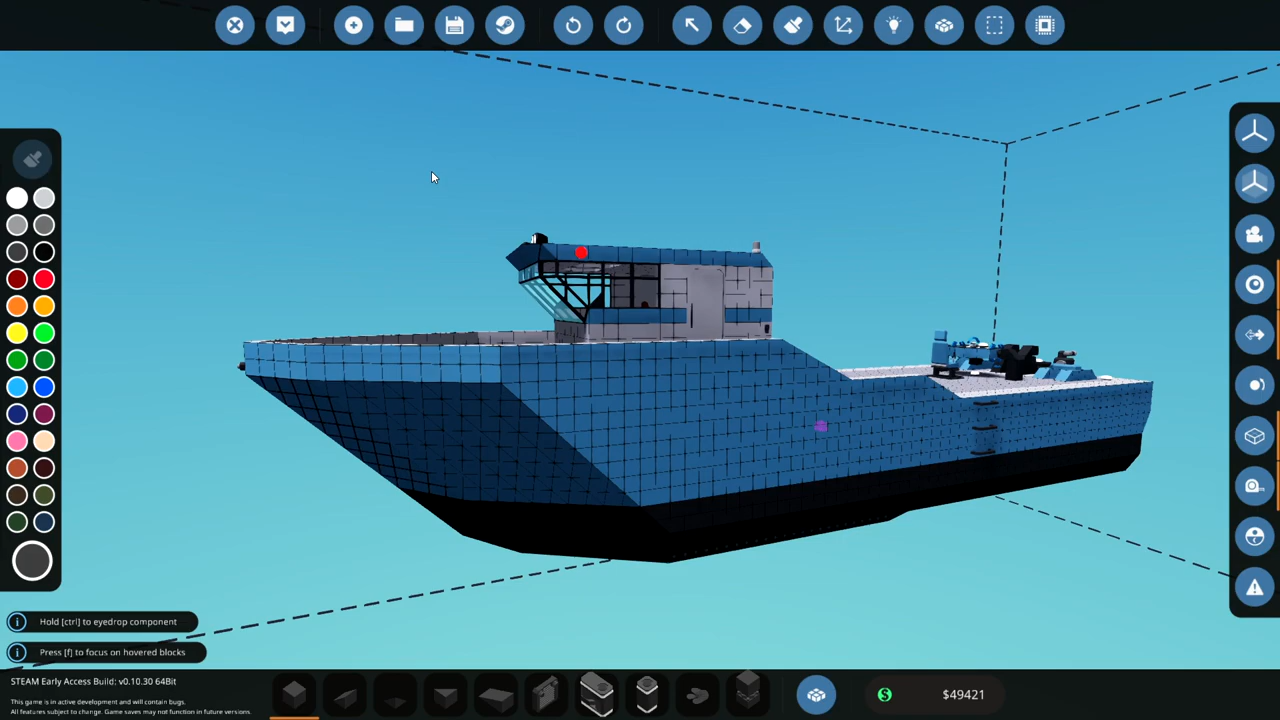 Hold [ctrl] to eyedrop component
Press [f] to focus on hovered blocks
STEAM Early Access Build: v0.10.30 64Bit
This game is in active development and will contain bugs.
All features subject to change. Game saves may not function in future versions.
$49421